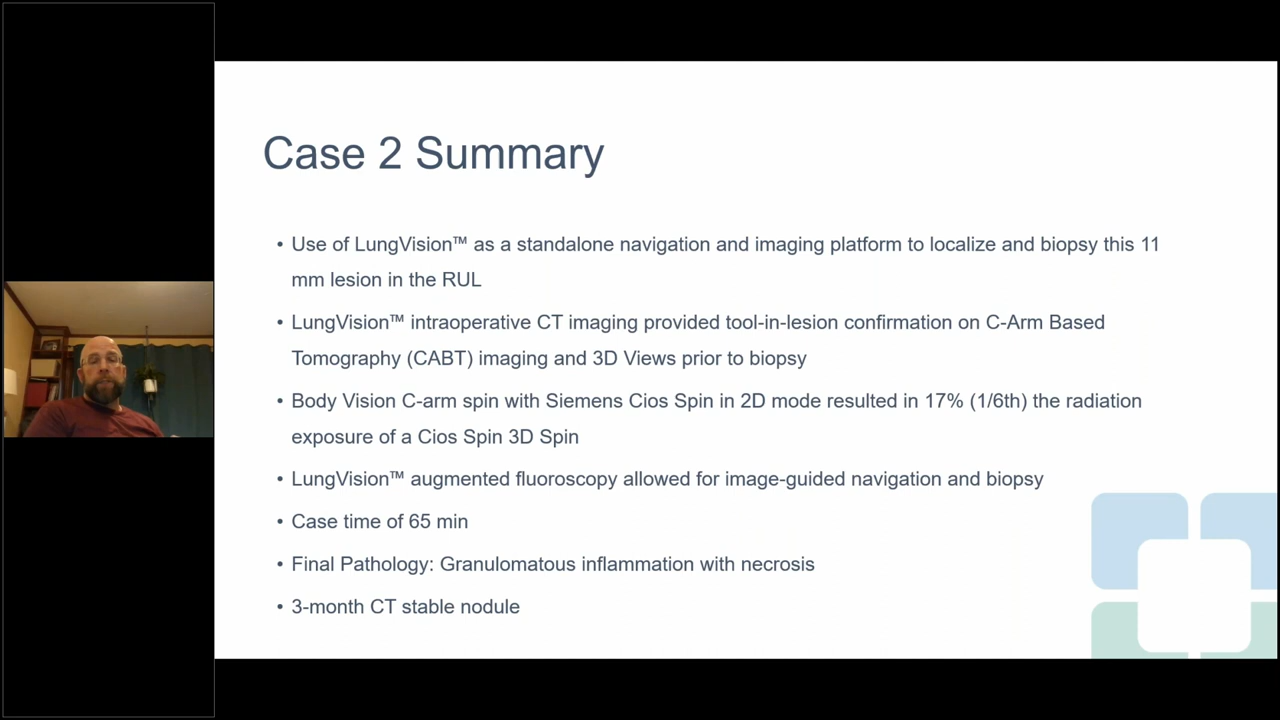 Case 2 Summary
• Use of LungVision™ as a standalone navigation and imaging platform to localize and biopsy this 11
mm lesion in the RUL
• LungVision™ intraoperative CT imaging provided tool-in-lesion confirmation on C-Arm Based
Tomography (CABT) imaging and 3D Views prior to biopsy
• Body Vision C-arm spin with Siemens Cios Spin in 2D mode resulted in 17% (1/6th) the radiation
exposure of a Cios Spin 3D Spin
• LungVision™ augmented fluoroscopy allowed for image-guided navigation and biopsy
• Case time of 65 min
• Final Pathology: Granulomatous inflammation with necrosis
• 3-month CT stable nodule